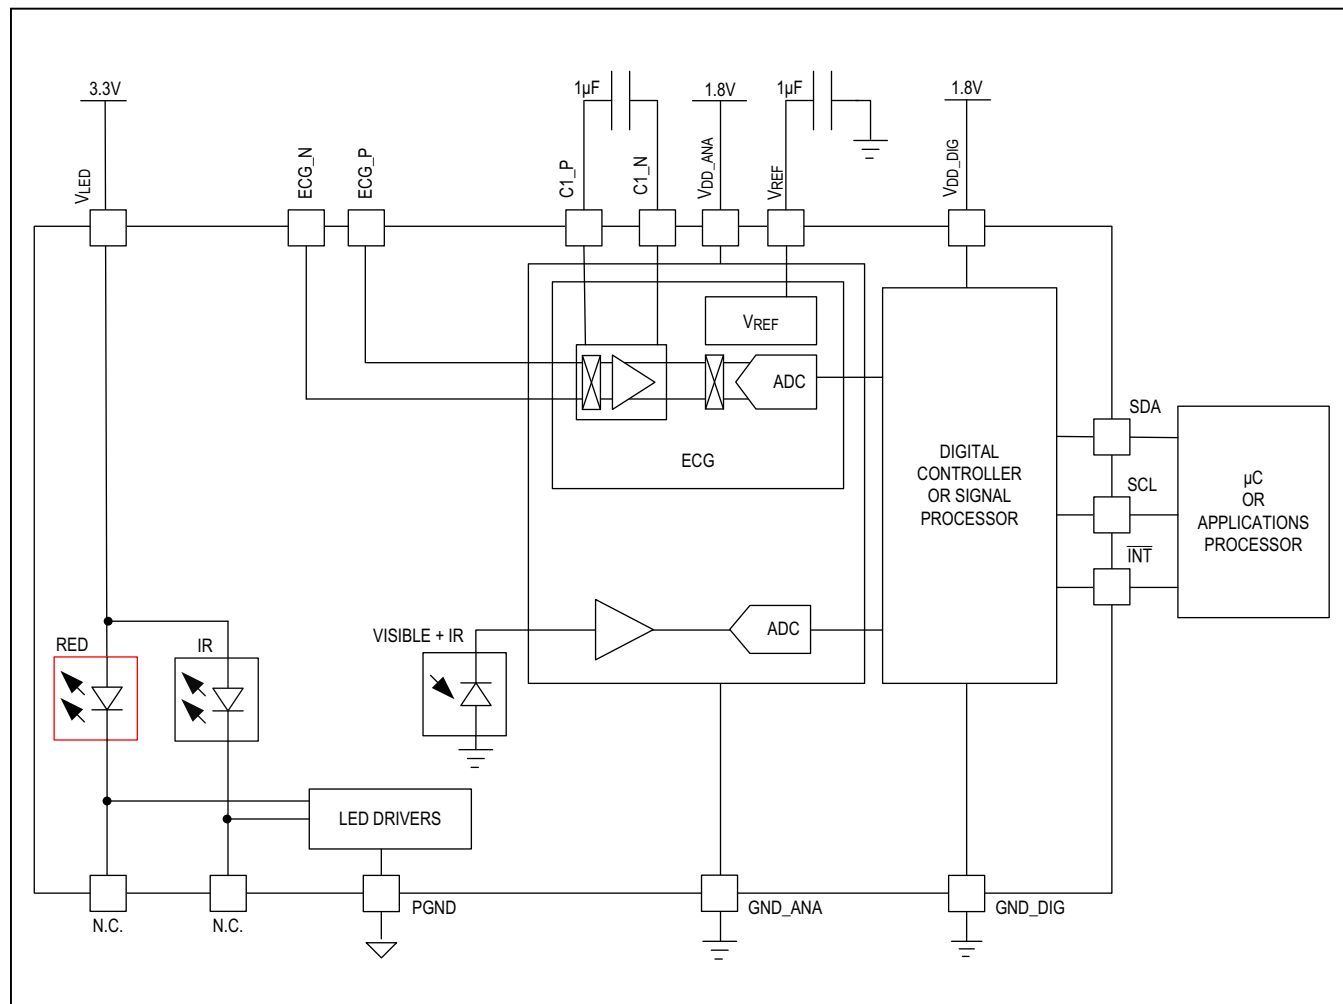 3.3V
1µF
1.8V
1µF
1.8V
VLED
ECG_N
ECG_P
C1_P
C1_N
VDD_ANA
VREF
VDD_DIG
VREF
ADC
ECG
DIGITAL
CONTROLLER
OR SIGNAL
PROCESSOR
SDA
SCL
INT
µC
OR
APPLICATIONS
PROCESSOR
RED
IR
VISIBLE + IR
ADC
LED DRIVERS
N.C.
N.C.
PGND
GND_ANA
GND_DIG